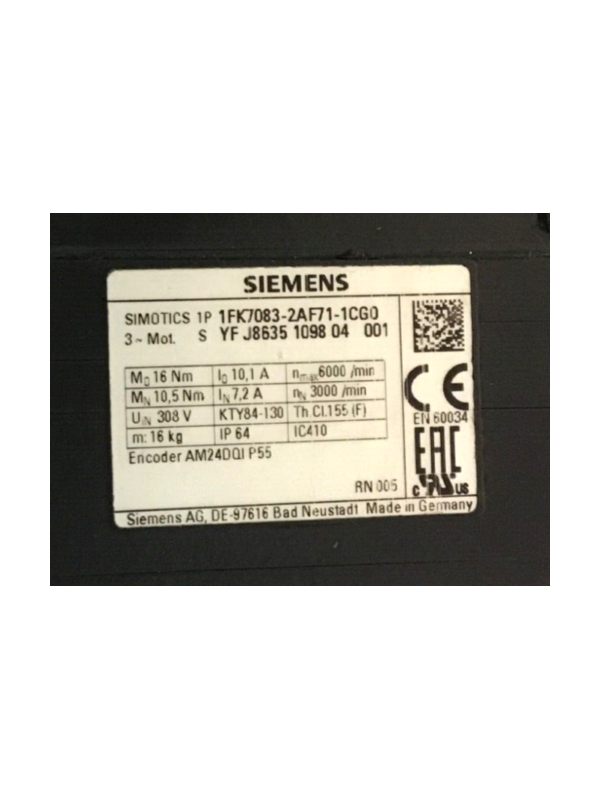 SIEMENS
SIMOTICS 1P 1FK7083-2AF71-1CG0
3~ Mot. S YF J8635 1098 04 001
M0 16 Nm I0 10,1 A nmax 6000 /min
MN 10,5 Nm IN 7,2 A nN 3000 /min
UIN 308 V KTY84-130 Th.Cl.155 (F)
m: 16 kg IP 64 IC410
CE
EN 60034
Encoder AM24DQI P55
EAC
RN 005
c US
Siemens AG, DE-97616 Bad Neustadt Made in Germany